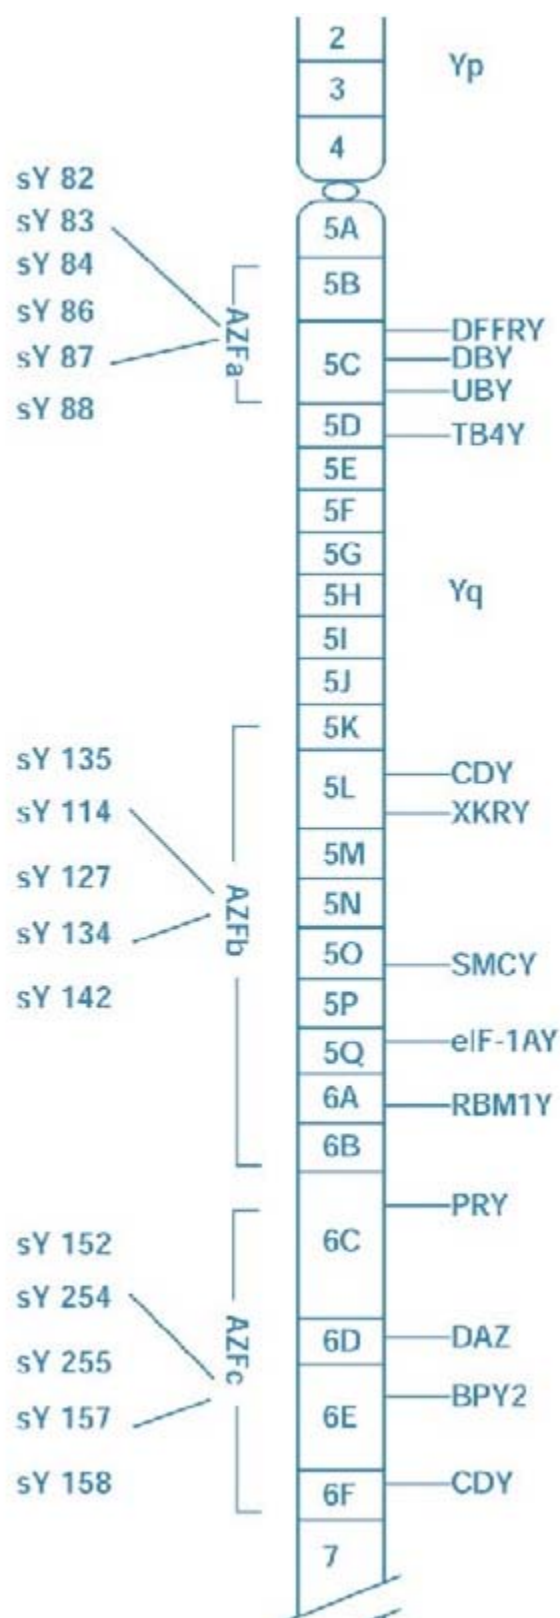 2
Yp
3
4
sY 82
sY 83
5A
sY 84
5B
sY 86
AZFa
DFFRY
sY 87
5C
DBY
UBY
sY 88
5D
TB4Y
5E
5F
5G
5H
Yq
5I
5J
5K
sY 135
5L
CDY
sY 114
XKRY
5M
sY 127
5N
AZFb
sY 134
5O
SMCY
sY 142
5P
5Q
eIF-1AY
6A
RBM1Y
6B
PRY
sY 152
6C
sY 254
AZFc
6D
DAZ
sY 255
BPY2
sY 157
6E
sY 158
6F
CDY
7